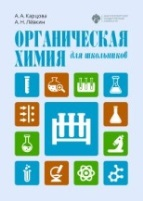 А. А. Карцова
А. Н. Лёвкин
ОРГАНИЧЕСКАЯ
ХИМИЯ
для школьников